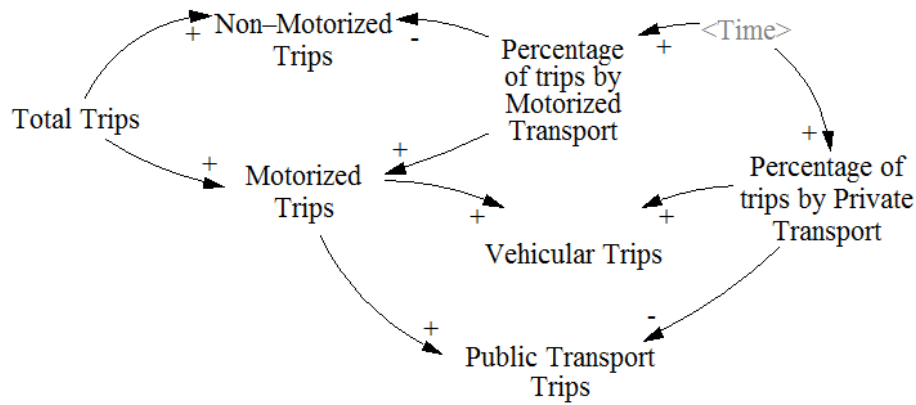 Non–Motorized
Trips
+
-
Percentage
of trips by
Motorized
Transport
+
<Time>
Total Trips
+
Motorized
Trips
+
+
Percentage of
trips by Private
Transport
+
+
Vehicular Trips
+
-
Public Transport
Trips